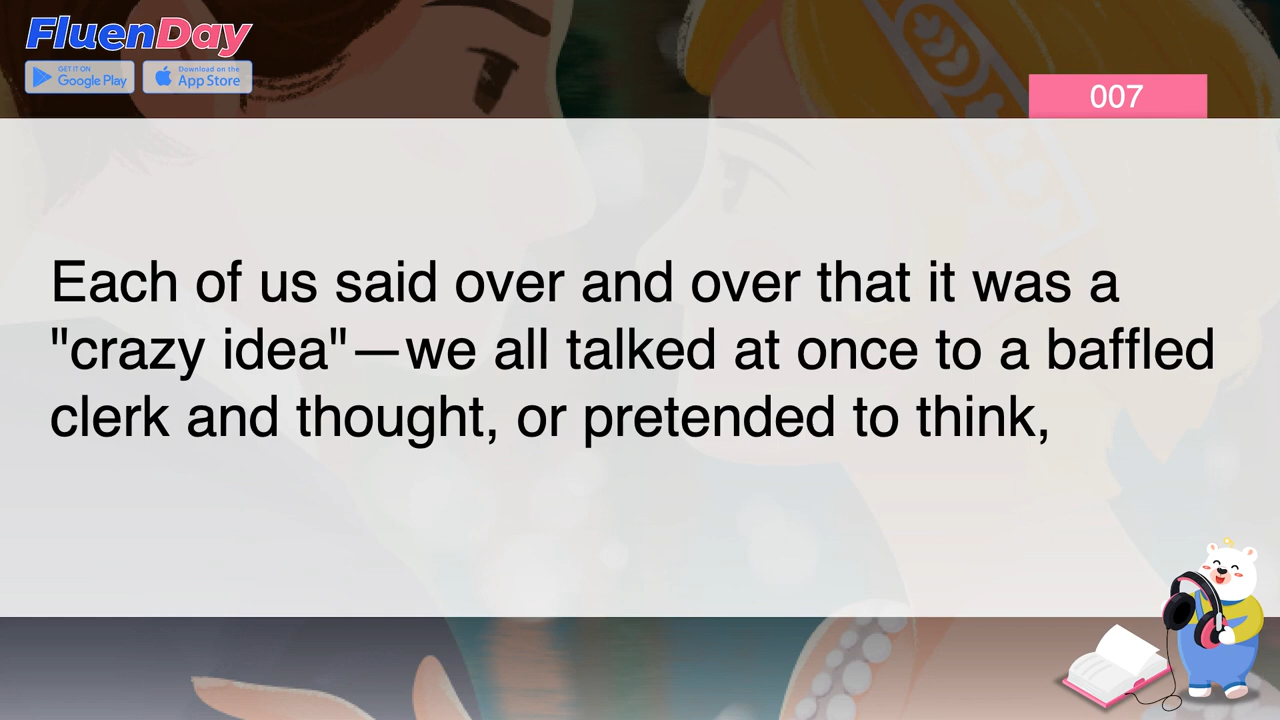 FluenDay
GET IT ON
Google Play
Download on the
App Store
007
Each of us said over and over that it was a
"crazy idea"—we all talked at once to a baffled
clerk and thought, or pretended to think,